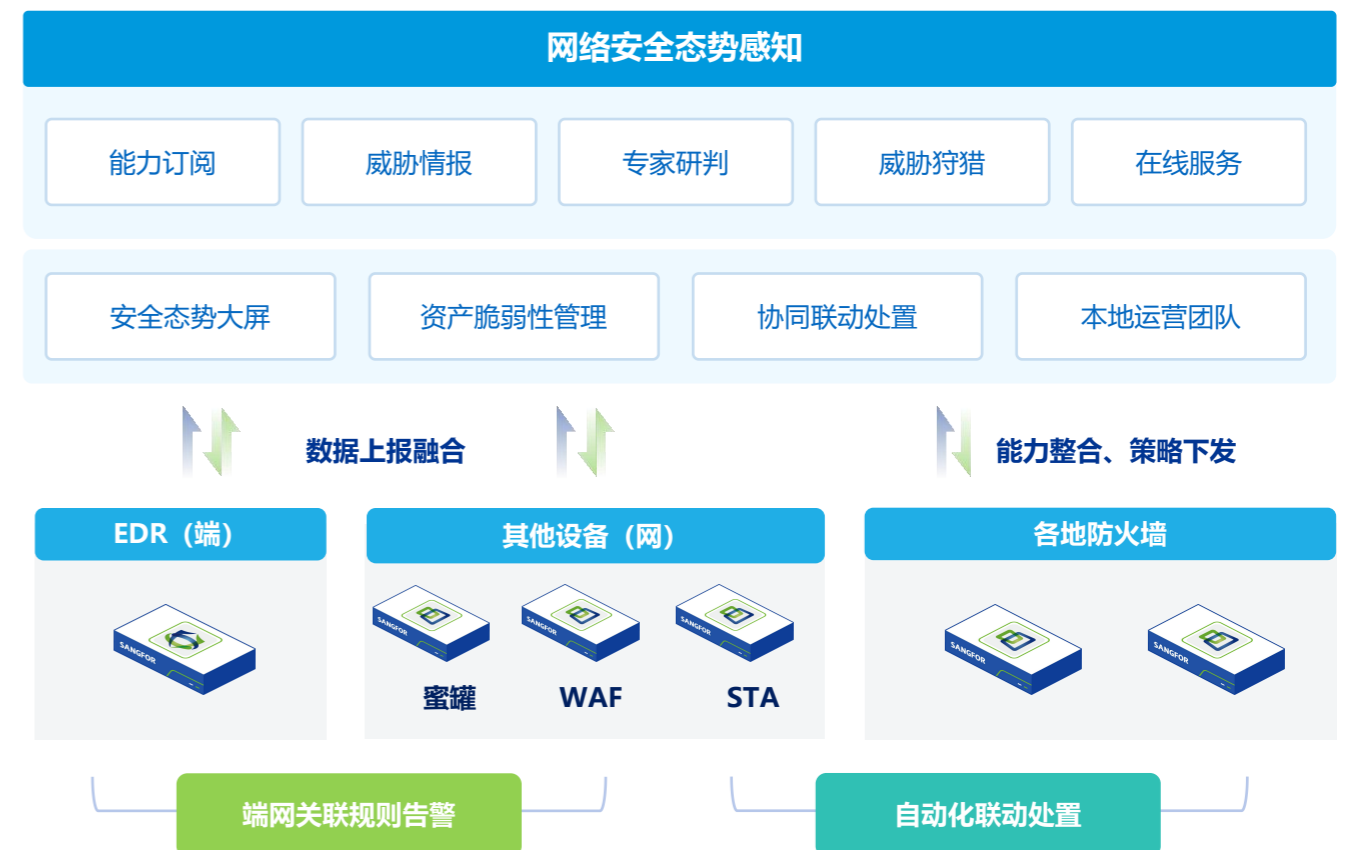 网络安全态势感知
能力订阅
威胁情报
专家研判
威胁狩猎
在线服务
安全态势大屏
资产脆弱性管理
协同联动处置
本地运营团队
数据上报融合
能力整合、策略下发
EDR（端）
其他设备（网）
各地防火墙
SANGFOR
SANGFOR
SANGFOR
SANGFOR
SANGFOR
SANGFOR
蜜罐
WAF
STA
端网关联规则告警
自动化联动处置